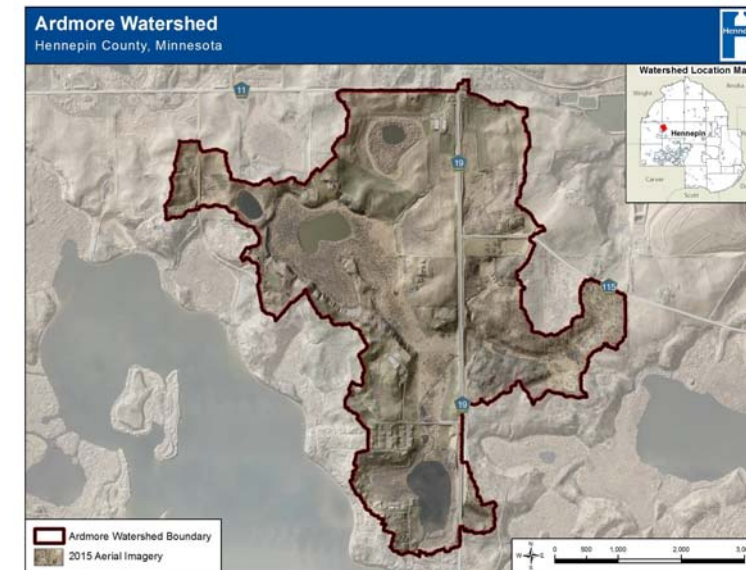 Ardmore Watershed
Hennepin County, Minnesota
Watershed Location
Wright
Anoka
Hennepin
Carver
Scott
11
19
115
19
Ardmore Watershed Boundary
2015 Aerial Imagery
N
W
E
S
0 500 1,000 2,000